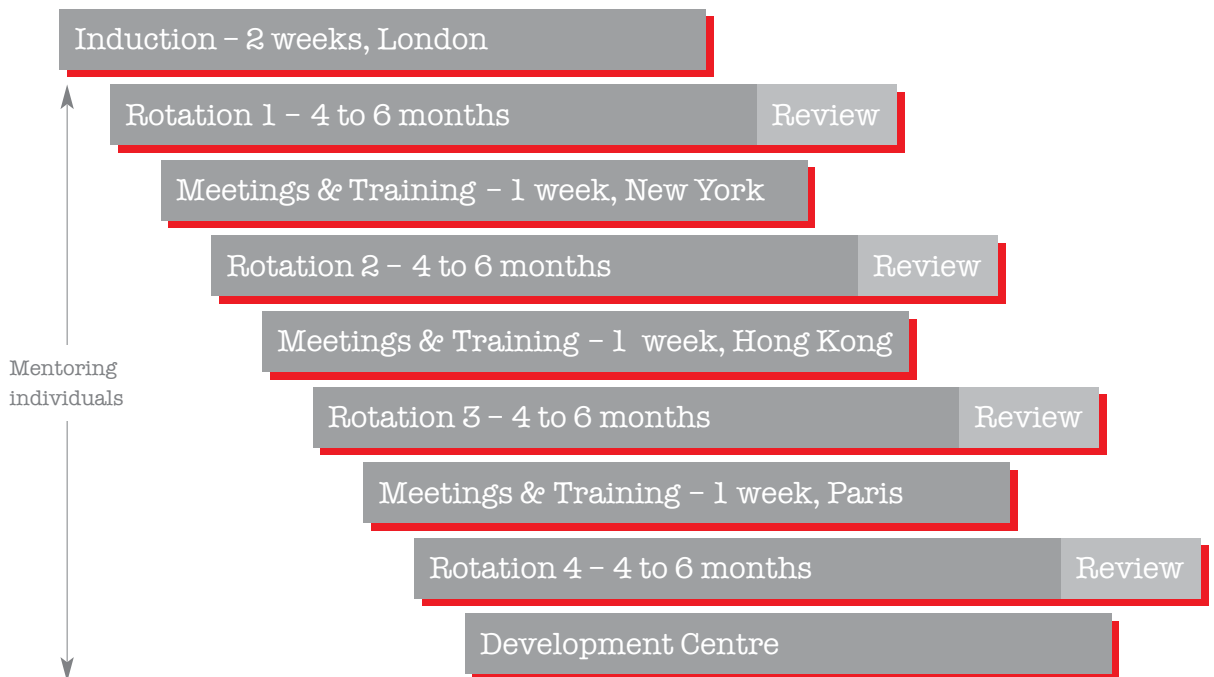 Induction – 2 weeks, London
Rotation 1 – 4 to 6 months Review
Meetings & Training – 1 week, New York
Rotation 2 – 4 to 6 months Review
Meetings & Training – 1 week, Hong Kong
Mentoring
individuals
Rotation 3 – 4 to 6 months Review
Meetings & Training – 1 week, Paris
Rotation 4 – 4 to 6 months Review
Development Centre